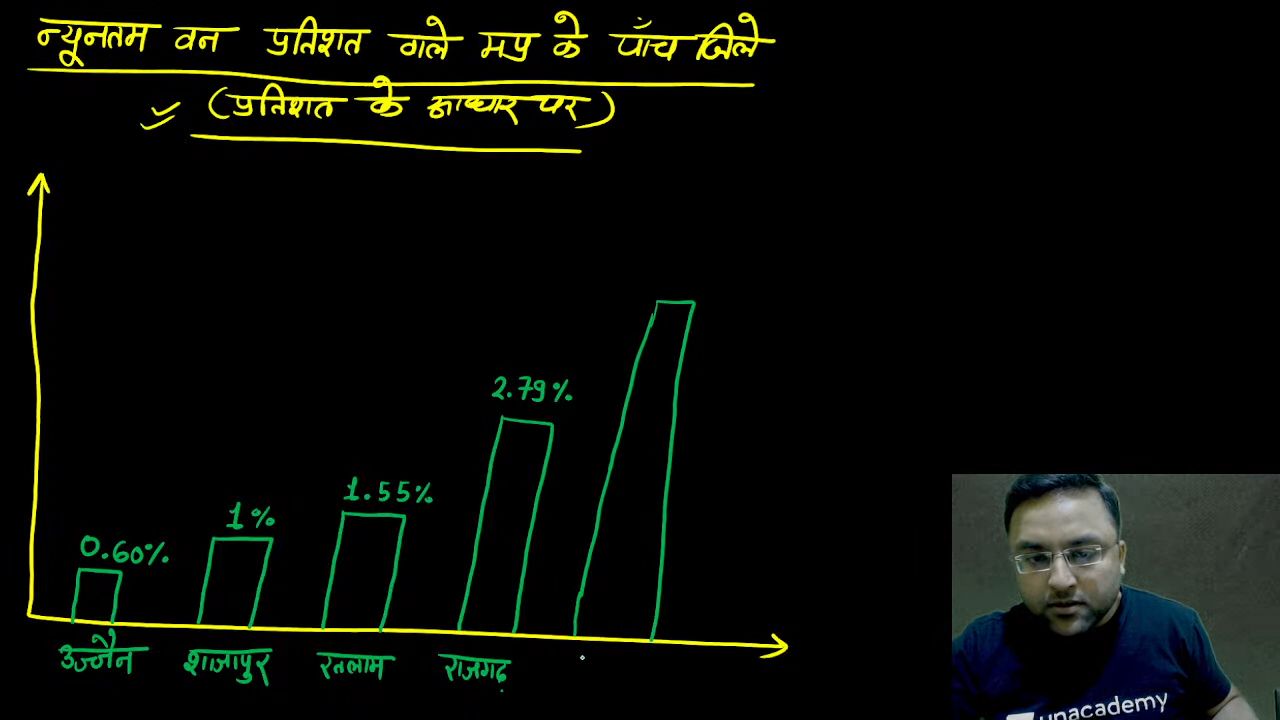 न्यूनतम वन प्रतिशत वाले मप्र के पाँच जिले
(प्रतिशत के आधार पर)
2.79%
1.55%
1%
0.60%
उज्जैन शाजापुर रतलाम राजगढ़
unacademy